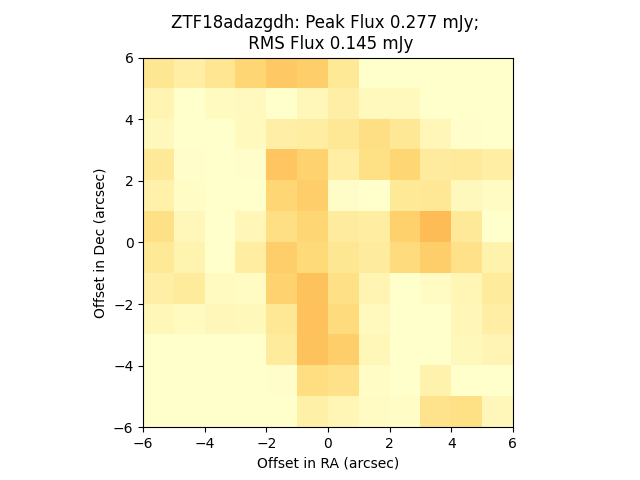 ZTF18adazgdh: Peak Flux 0.277 mJy;
RMS Flux 0.145 mJy
6
4
2
0
−2
−4
−6
Offset in Dec (arcsec)
−6 −4 −2 0 2 4 6
Offset in RA (arcsec)